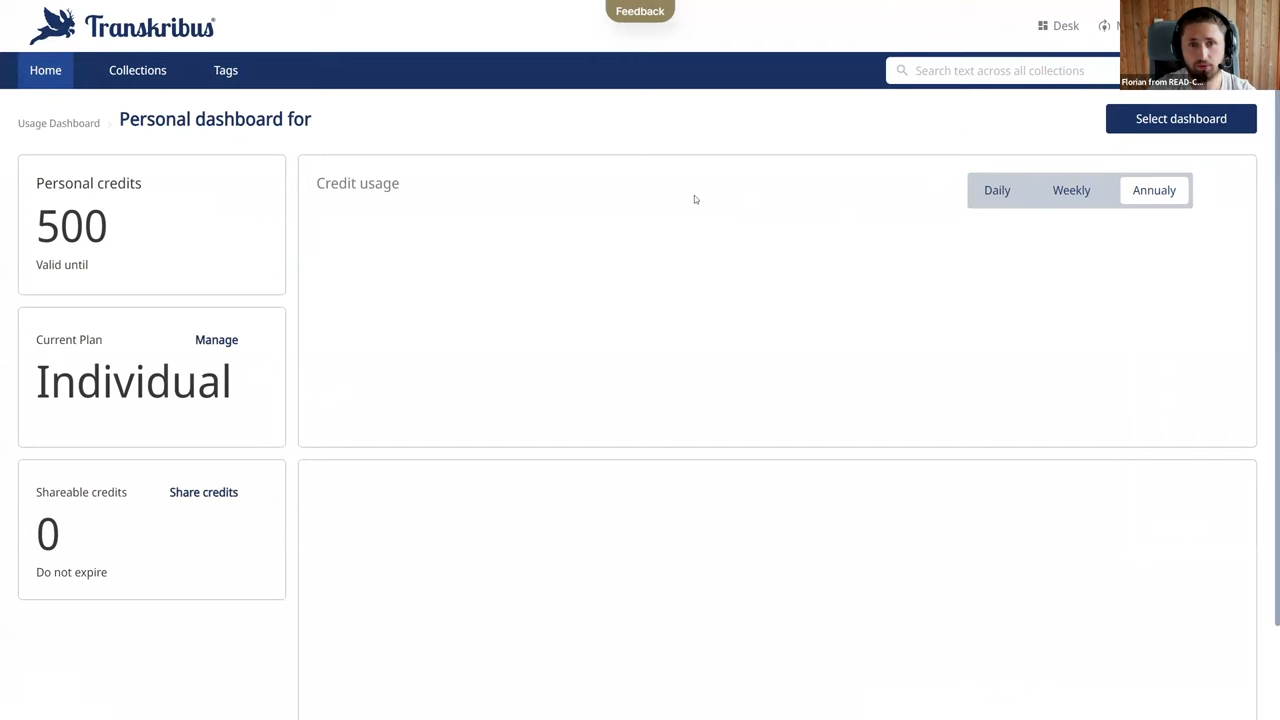 Feedback
Transkribus®
Desk
Home Collections Tags
Search text across all collections
Florian from READ-C...
Usage Dashboard Personal dashboard for
Select dashboard
Personal credits
500
Valid until
Credit usage
Daily Weekly Annualy
Current Plan Manage
Individual
Shareable credits Share credits
0
Do not expire